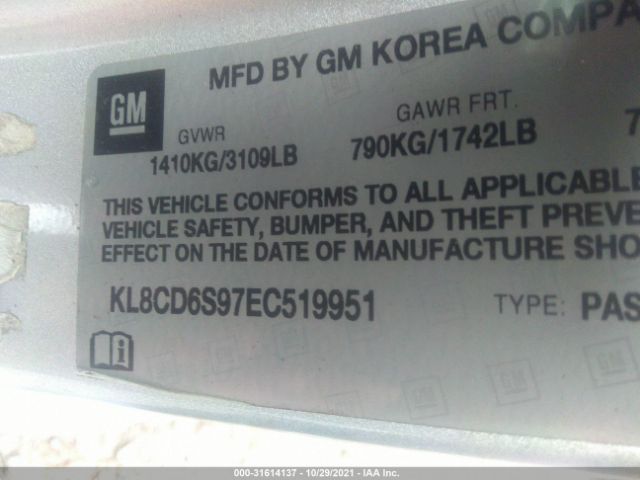 MFD BY GM KOREA COMPA
GM
GVWR GAWR FRT.
1410KG/3109LB 790KG/1742LB 7
THIS VEHICLE CONFORMS TO ALL APPLICABLE
VEHICLE SAFETY, BUMPER, AND THEFT PREVE
EFFECT ON THE DATE OF MANUFACTURE SHO
KL8CD6S97EC519951 TYPE: PAS
i
000-31614137 - 10/29/2021 - IAA Inc.